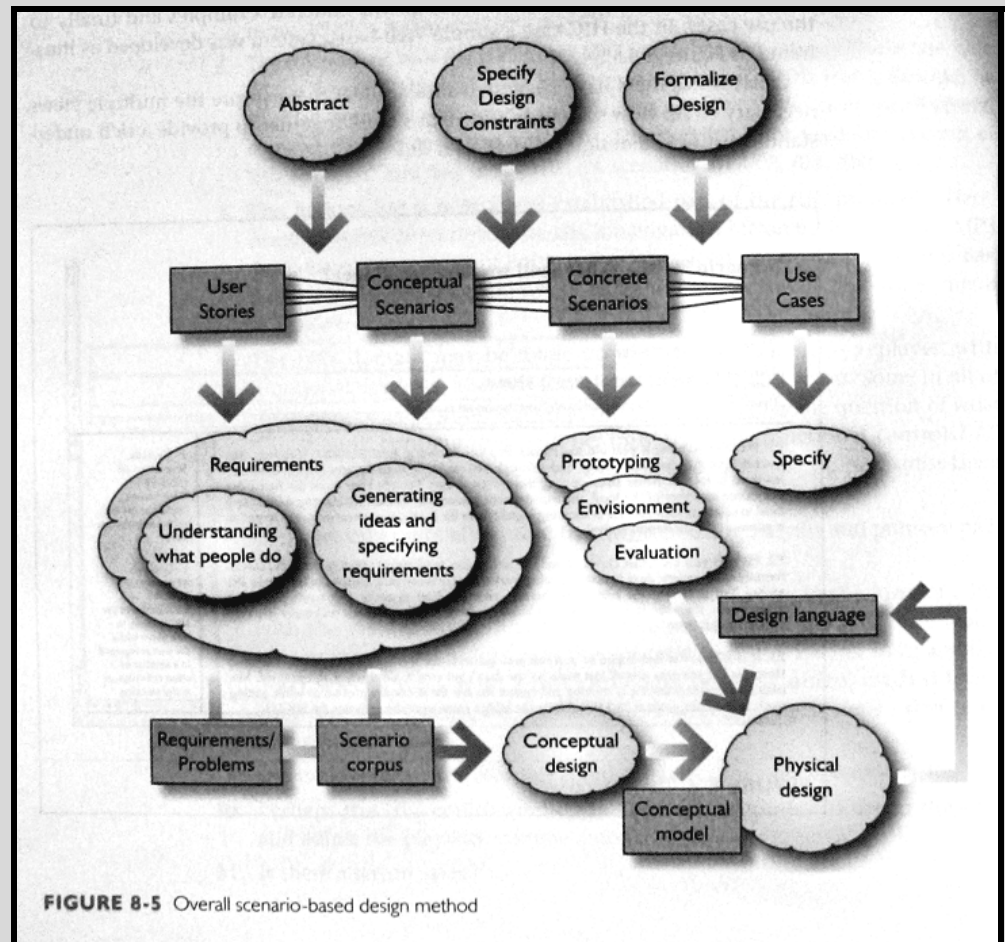 Abstract
Specify
Design
Constraints
Formalize
Design
User
Stories
Conceptual
Scenarios
Concrete
Scenarios
Use
Cases
Requirements
Understanding
what people do
Generating
ideas and
specifying
requirements
Prototyping
Envisionment
Evaluation
Specify
Design language
Requirements/
Problems
Scenario
corpus
Conceptual
design
Conceptual
model
Physical
design
FIGURE 8-5 Overall scenario-based design method